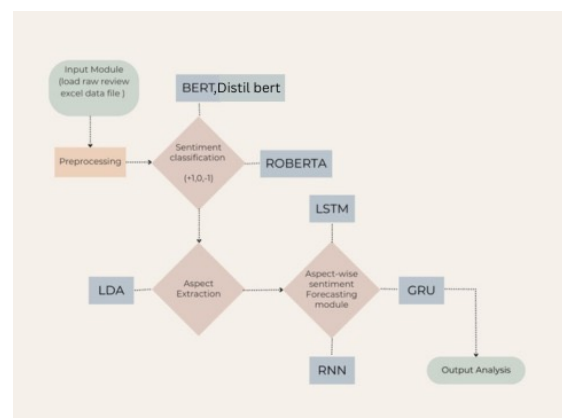 Input Module
(load raw review
excel data file )
BERT,Distil bert
Preprocessing
Sentiment
classification
(+1,0,-1)
ROBERTA
LSTM
LDA
Aspect
Extraction
Aspect-wise
sentiment
Forecasting
module
GRU
RNN
Output Analysis